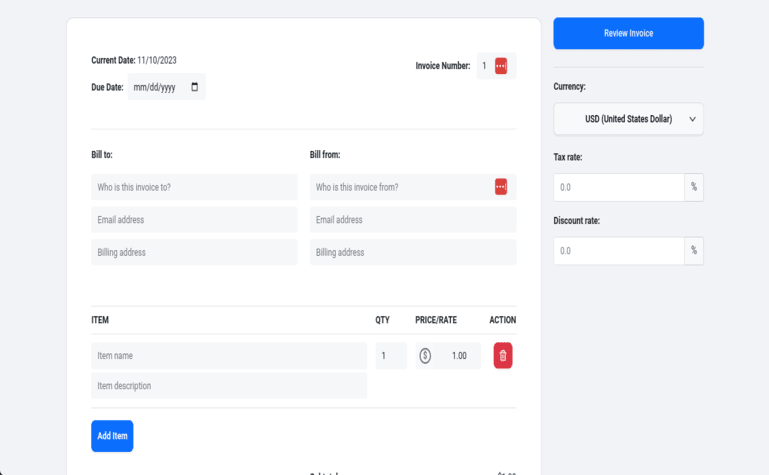 Review Invoice
Current Date: 11/10/2023
Invoice Number: 1
Due Date: mm/dd/yyyy
Currency:
USD (United States Dollar)
Bill to:
Bill from:
Tax rate:
Who is this invoice to?
Who is this invoice from?
0.0 %
Email address
Email address
Discount rate:
Billing address
Billing address
0.0 %
ITEM QTY PRICE/RATE ACTION
Item name 1 $ 1.00
Item description
Add Item